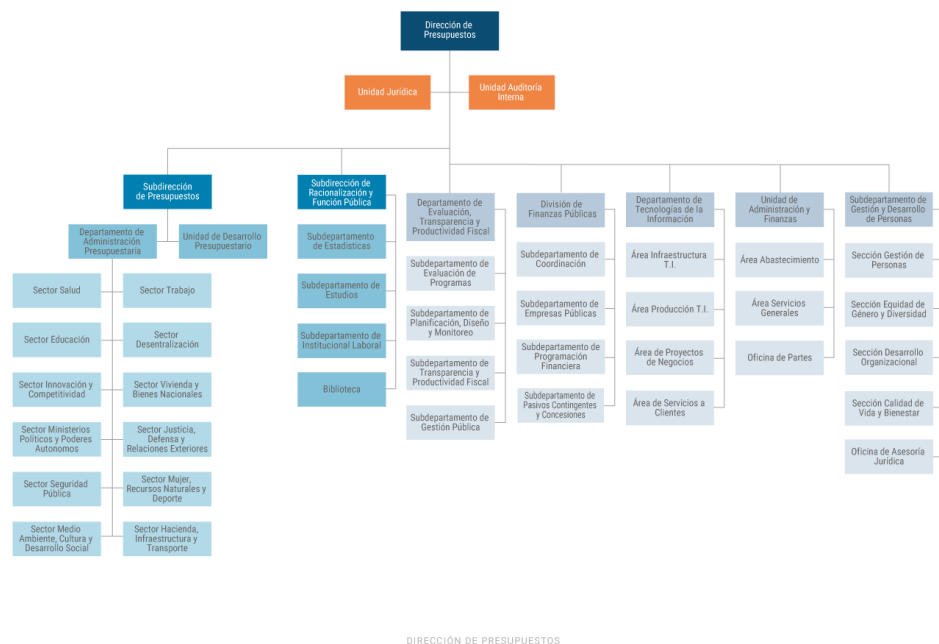 Dirección de
Presupuestos
Unidad Jurídica
Unidad Auditoría
Interna
Subdirección
de Presupuestos
Departamento de
Administración
Presupuestaria
Unidad de Desarrollo
Presupuestario
Sector Salud
Sector Trabajo
Sector Educación
Sector
Desentralización
Sector Innovación y
Competitividad
Sector Vivienda y
Bienes Nacionales
Sector Ministerios
Políticos y Poderes
Autonomos
Sector Justicia,
Defensa y
Relaciones Exteriores
Sector Seguridad
Pública
Sector Mujer,
Recursos Naturales y
Deporte
Sector Medio
Ambiente, Cultura y
Desarrollo Social
Sector Hacienda,
Infraestructura y
Transporte
Subdirección de
Racionalización y
Función Pública
Subdepartamento
de Estadísticas
Subdepartamento de
Estudios
Subdepartamento de
Institucional Laboral
Biblioteca
Departamento de
Evaluación,
Transparencia y
Productividad Fiscal
Subdepartamento de
Evaluación de
Programas
Subdepartamento de
Planificación, Diseño
y Monitoreo
Subdepartamento de
Transparencia y
Productividad Fiscal
Subdepartamento de
Gestión Pública
División de
Finanzas Públicas
Subdepartamento de
Coordinación
Subdepartamento de
Empresas Públicas
Subdepartamento de
Programación
Financiera
Subdepartamento de
Pasivos Contingentes
y Concesiones
Departamento de
Tecnologías de la
Información
Área Infraestructura
T.I.
Área Producción T.I.
Área de Proyectos
de Negocios
Área de Servicios a
Clientes
Unidad de
Administración y
Finanzas
Área Abastecimiento
Área Servicios
Generales
Oficina de Partes
Subdepartamento de
Gestión y Desarrollo
de Personas
Sección Gestión de
Personas
Sección Equidad de
Género y Diversidad
Sección Desarrollo
Organizacional
Sección Calidad de
Vida y Bienestar
Oficina de Asesoría
Jurídica
DIRECCIÓN DE PRESUPUESTOS